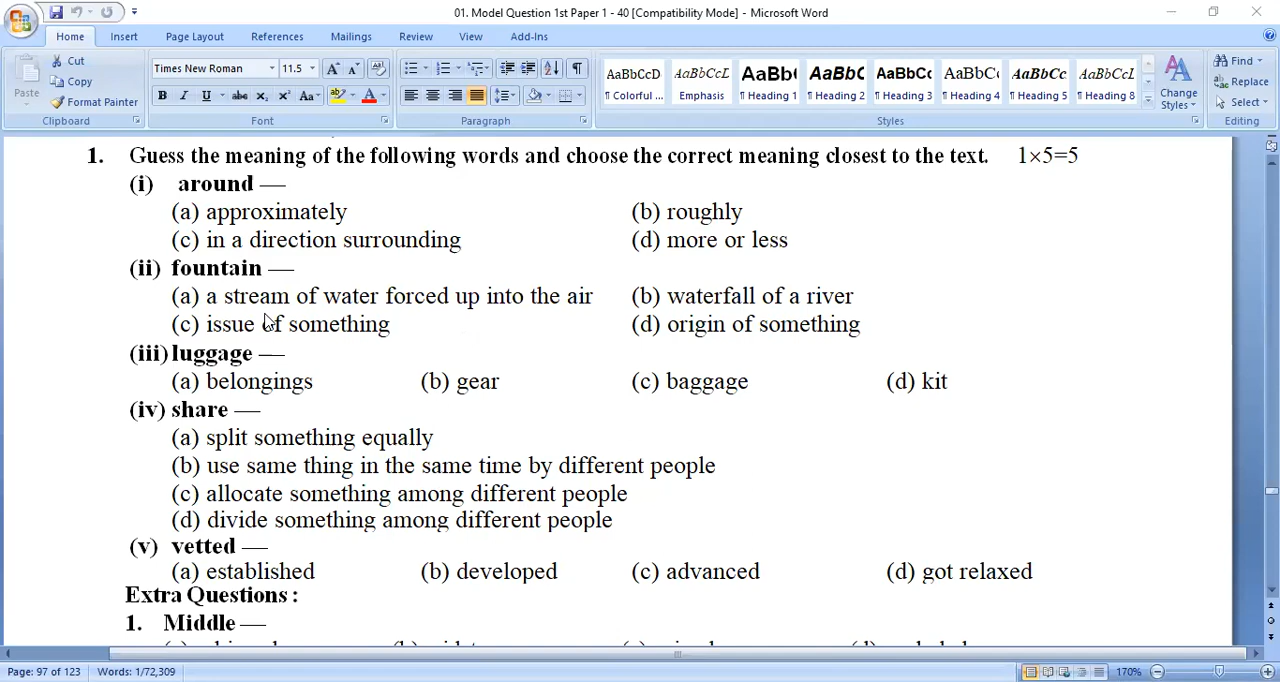 01. Model Question 1st Paper 1 - 40 [Compatibility Mode] - Microsoft Word
Home Insert Page Layout References Mailings Review View Add-Ins
Paste Cut Copy Format Painter
Times New Roman 11.5
AaBbCcD AaBbCcL AaBb( AaBbC AaBbCc AaBbCc AaBbCc AaBbCcL
¶ Colorful ... Emphasis ¶ Heading 1 ¶ Heading 2 ¶ Heading 3 ¶ Heading 4 ¶ Heading 5 ¶ Heading 8
Change Styles
Find Replace Select
Clipboard Font Paragraph Styles Editing
1. Guess the meaning of the following words and choose the correct meaning closest to the text. 1×5=5
(i) around —
(a) approximately (b) roughly
(c) in a direction surrounding (d) more or less
(ii) fountain —
(a) a stream of water forced up into the air (b) waterfall of a river
(c) issue of something (d) origin of something
(iii) luggage —
(a) belongings (b) gear (c) baggage (d) kit
(iv) share —
(a) split something equally
(b) use same thing in the same time by different people
(c) allocate something among different people
(d) divide something among different people
(v) vetted —
(a) established (b) developed (c) advanced (d) got relaxed
Extra Questions :
1. Middle —
Page: 97 of 123 Words: 1/72,309 170%